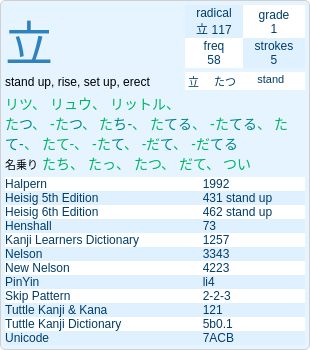 立
radical
立 117
grade
1
freq
58
strokes
5
stand up, rise, set up, erect
立 たつ stand
リツ、 リュウ、 リットル、
たつ、 -たつ、 たち-、 たてる、 -たてる、 た
て-、 たて-、 -たて、 -だて、 -だてる
名乗り たち、 たっ、 たつ、 だて、 つい
Halpern 1992
Heisig 5th Edition 431 stand up
Heisig 6th Edition 462 stand up
Henshall 73
Kanji Learners Dictionary 1257
Nelson 3343
New Nelson 4223
PinYin li4
Skip Pattern 2-2-3
Tuttle Kanji & Kana 121
Tuttle Kanji Dictionary 5b0.1
Unicode 7ACB